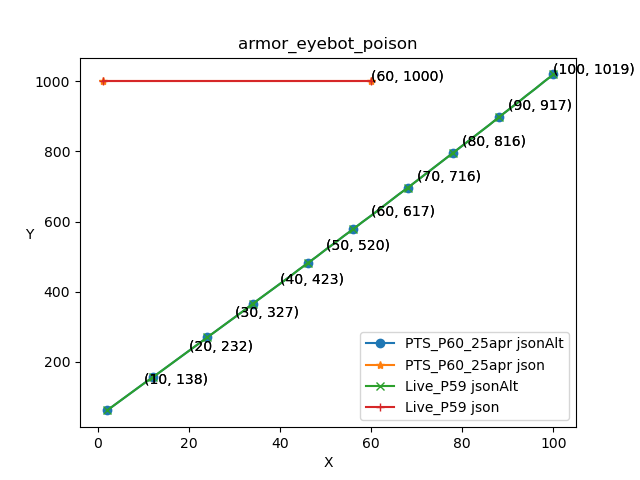 armor_eyebot_poison
1000
800
600
400
200
Y
(60, 1000)
(100, 1019)
(90, 917)
(80, 816)
(70, 716)
(60, 617)
(50, 520)
(40, 423)
(30, 327)
(20, 232)
(10, 138)
PTS_P60_25apr jsonAlt
PTS_P60_25apr json
Live_P59 jsonAlt
Live_P59 json
0 20 40 60 80 100
X